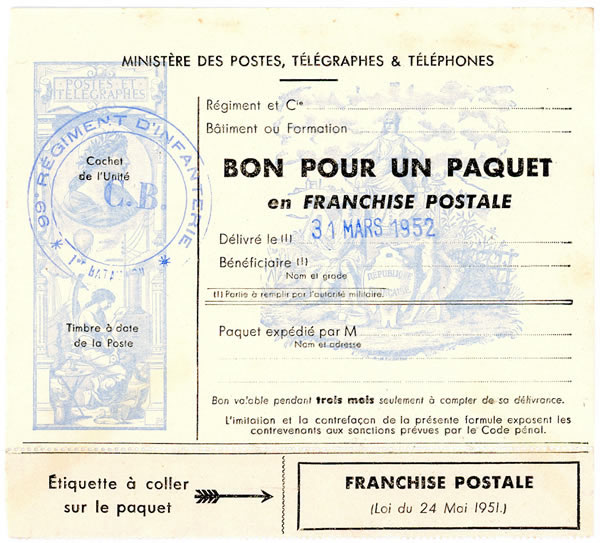 MINISTÈRE DES POSTES, TÉLÉGRAPHES & TÉLÉPHONES
POSTES ET
TÉLÉGRAPHES
99e RÉGIMENT D'INFANTERIE
Cachet
de l'Unité
C.B.
Timbre à date
de la Poste
Régiment et Cie
Bâtiment ou Formation
BON POUR UN PAQUET
en FRANCHISE POSTALE
Délivré le (1) 31 MARS 1952
Bénéficiaire (1)
Nom et grade
RÉPUBLIQUE
(1) Partie à remplir par l'autorité militaire.
Paquet expédié par M
Nom et adresse
Bon valable pendant trois mois seulement à compter de sa délivrance.
L'imitation et la contrefaçon de la présente formule exposent les
contrevenants aux sanctions prévues par le Code pénal.
Étiquette à coller
sur le paquet
FRANCHISE POSTALE
(Loi du 24 Mai 1951.)